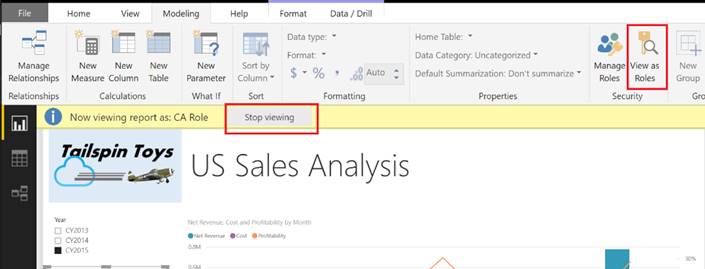 File Home View Modeling Help Format Data / Drill
Manage Relationships
New Measure
New Column
New Table
New Parameter
Sort by Column
Data type:
Format:
$ % , .00 Auto
Home Table:
Data Category: Uncategorized
Default Summarization: Don't summarize
Manage Roles
View as Roles
New Group
Relationships Calculations What If Sort Formatting Properties Security
Now viewing report as: CA Role Stop viewing
Tailspin Toys
US Sales Analysis
Year
CY2013
CY2014
CY2015
Net Revenue, Cost and Profitability by Month
Net Revenue Cost Profitability
0.8M
0.6M
30%